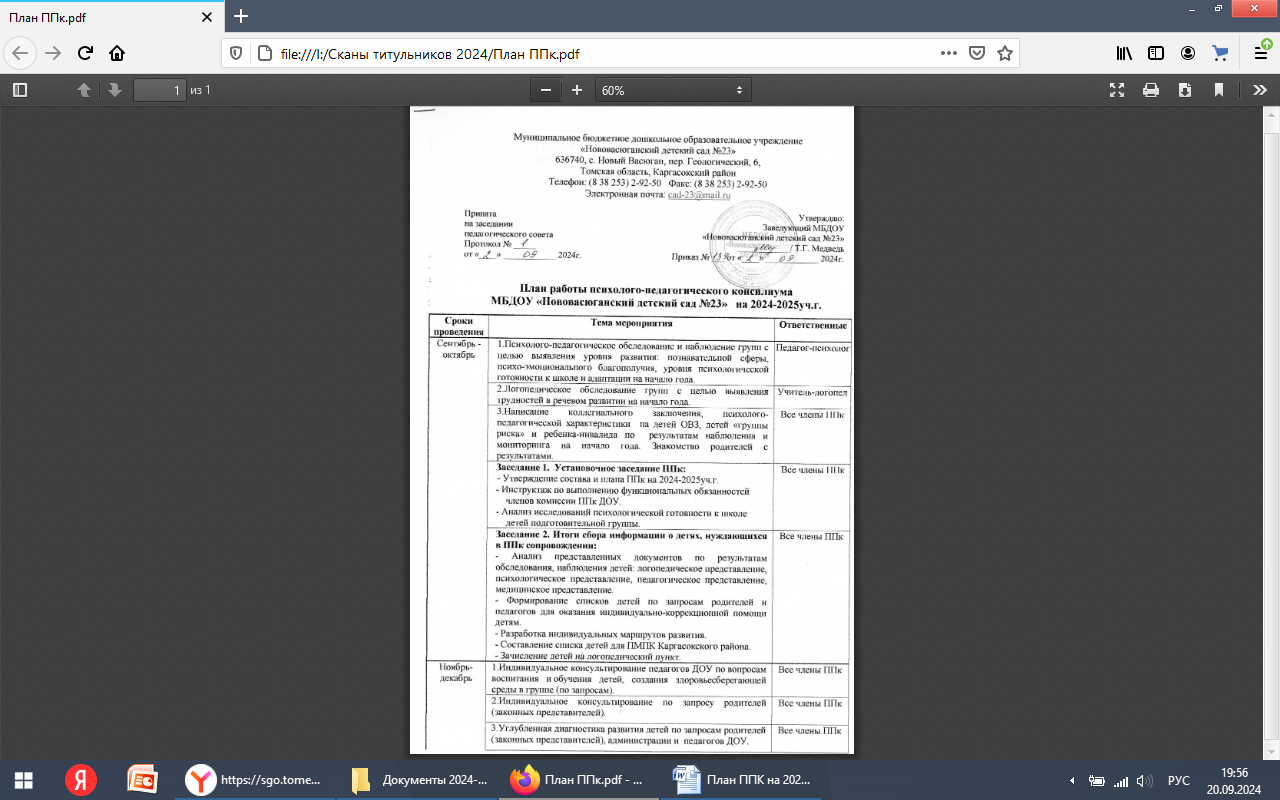 План ППк.pdf
file:///I:/Сканы титульников 2024/План ППк.pdf
1 из 1
60%
Муниципальное бюджетное дошкольное образовательное учреждение
«Нововасюганский детский сад №23»
636740, с. Новый Васюган, пер. Геологический, 6,
Томская область, Каргасокский район
Телефон: (8 38 253) 2-92-50 Факс: (8 38 253) 2-92-50
Электронная почта: cad-23@mail.ru
Принята
на заседании
педагогического совета
Протокол № 1
от « 2 » 09 2024г.
Утверждаю:
Заведующий МБДОУ
«Нововасюганский детский сад №23»
/ Т.Г. Медведь
Приказ № от « 2 » 09 2024г.
План работы психолого-педагогического консилиума
МБДОУ «Нововасюганский детский сад №23» на 2024-2025уч.г.
Сроки
проведения
Тема мероприятия
Ответственные
Сентябрь -
октябрь
1.Психолого-педагогическое обследование и наблюдение групп с
целью выявления уровня развития: познавательной сферы,
психо-эмоционального благополучия, уровня психологической
готовности к школе и адаптации на начало года.
Педагог-психолог
2.Логопедическое обследование групп с целью выявления
трудностей в речевом развитии на начало года.
Учитель-логопед
3.Написание коллегиального заключения, психолого-
педагогической характеристики на детей ОВЗ, детей «группы
риска» и ребенка-инвалида по результатам наблюдения и
мониторинга на начало года. Знакомство родителей с
результатами.
Все члены ППк
Заседание 1. Установочное заседание ППк:
- Утверждение состава и плана ППк на 2024-2025уч.г.
- Инструктаж по выполнению функциональных обязанностей
членов комиссии ППк ДОУ.
- Анализ исследований психологической готовности к школе
детей подготовительной группы.
Все члены ППк
Заседание 2. Итоги сбора информации о детях, нуждающихся
в ППк сопровождении:
- Анализ представленных документов по результатам
обследования, наблюдения детей: логопедическое представление,
психологическое представление, педагогическое представление,
медицинское представление.
- Формирование списков детей по запросам родителей и
педагогов для оказания индивидуально-коррекционной помощи
детям.
- Разработка индивидуальных маршрутов развития.
- Составление списка детей для ПМПК Каргасокского района.
- Зачисление детей на логопедический пункт.
Все члены ППк
Ноябрь-
декабрь
1.Индивидуальное консультирование педагогов ДОУ по вопросам
воспитания и обучения детей, создания здоровьесберегающей
среды в группе (по запросам).
Все члены ППк
2.Индивидуальное консультирование по запросу родителей
(законных представителей).
Все члены ППк
3.Углубленная диагностика развития детей по запросам родителей
(законных представителей), администрации и педагогов ДОУ.
Все члены ППк
https://sgo.tome...
Документы 2024-...
План ППк.pdf - ...
План ППК на 202...
РУС
19:56
20.09.2024